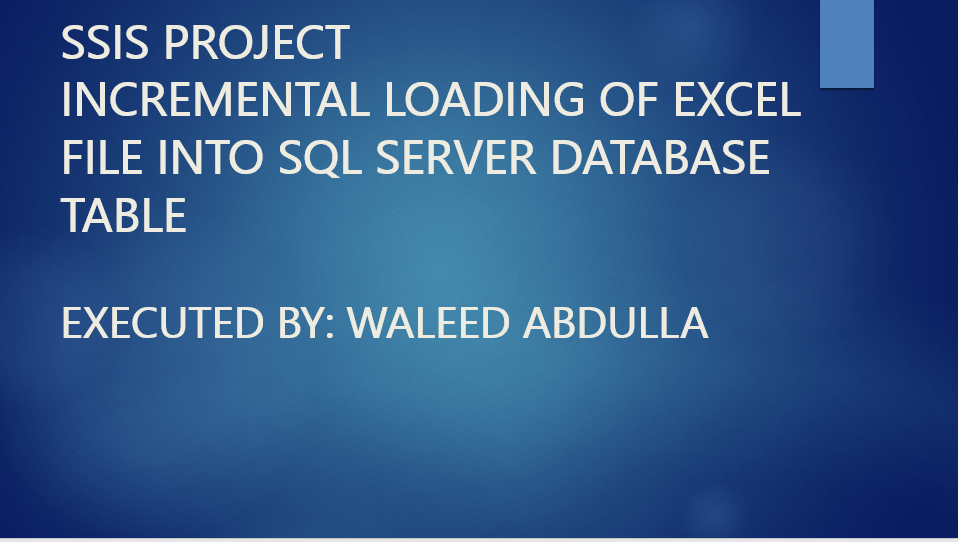 SSIS PROJECT
INCREMENTAL LOADING OF EXCEL
FILE INTO SQL SERVER DATABASE
TABLE
EXECUTED BY: WALEED ABDULLA